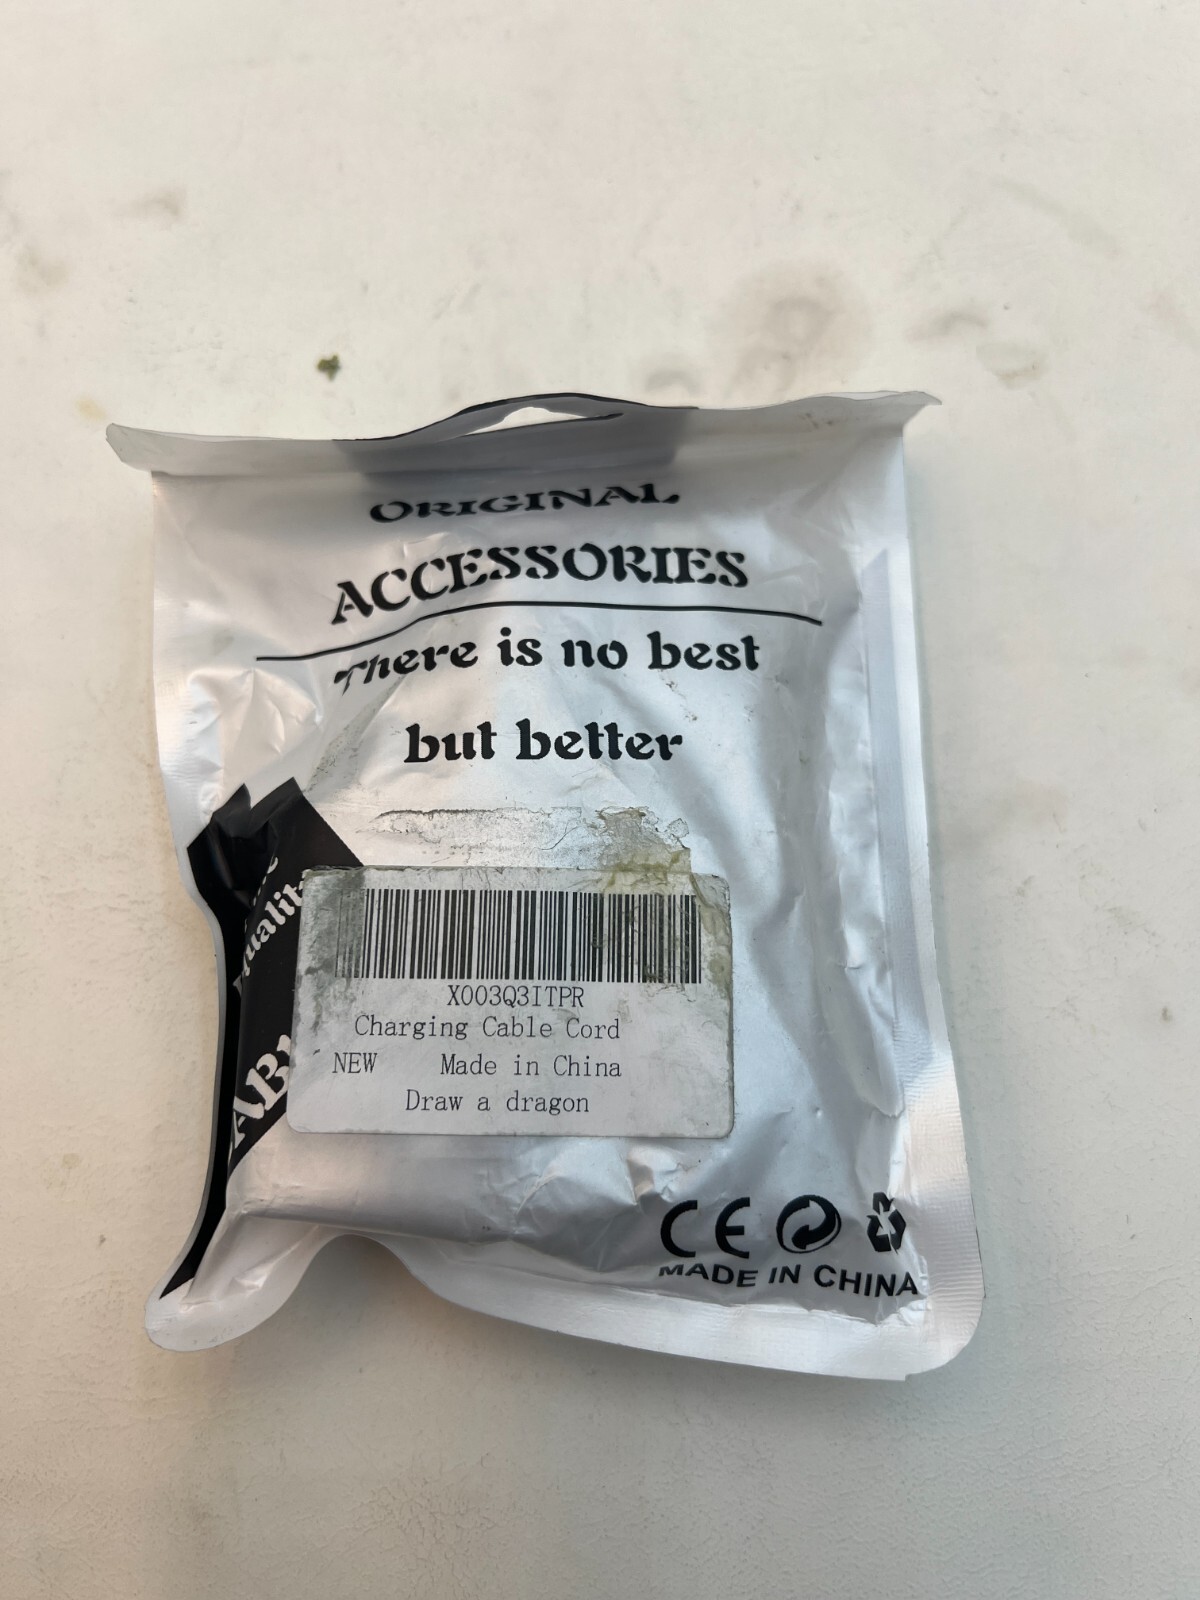 ORIGINAL
ACCESSORIES
There is no best
but better
X003Q3ITPR
Charging Cable Cord
NEW Made in China
Draw a dragon
CE
MADE IN CHINA